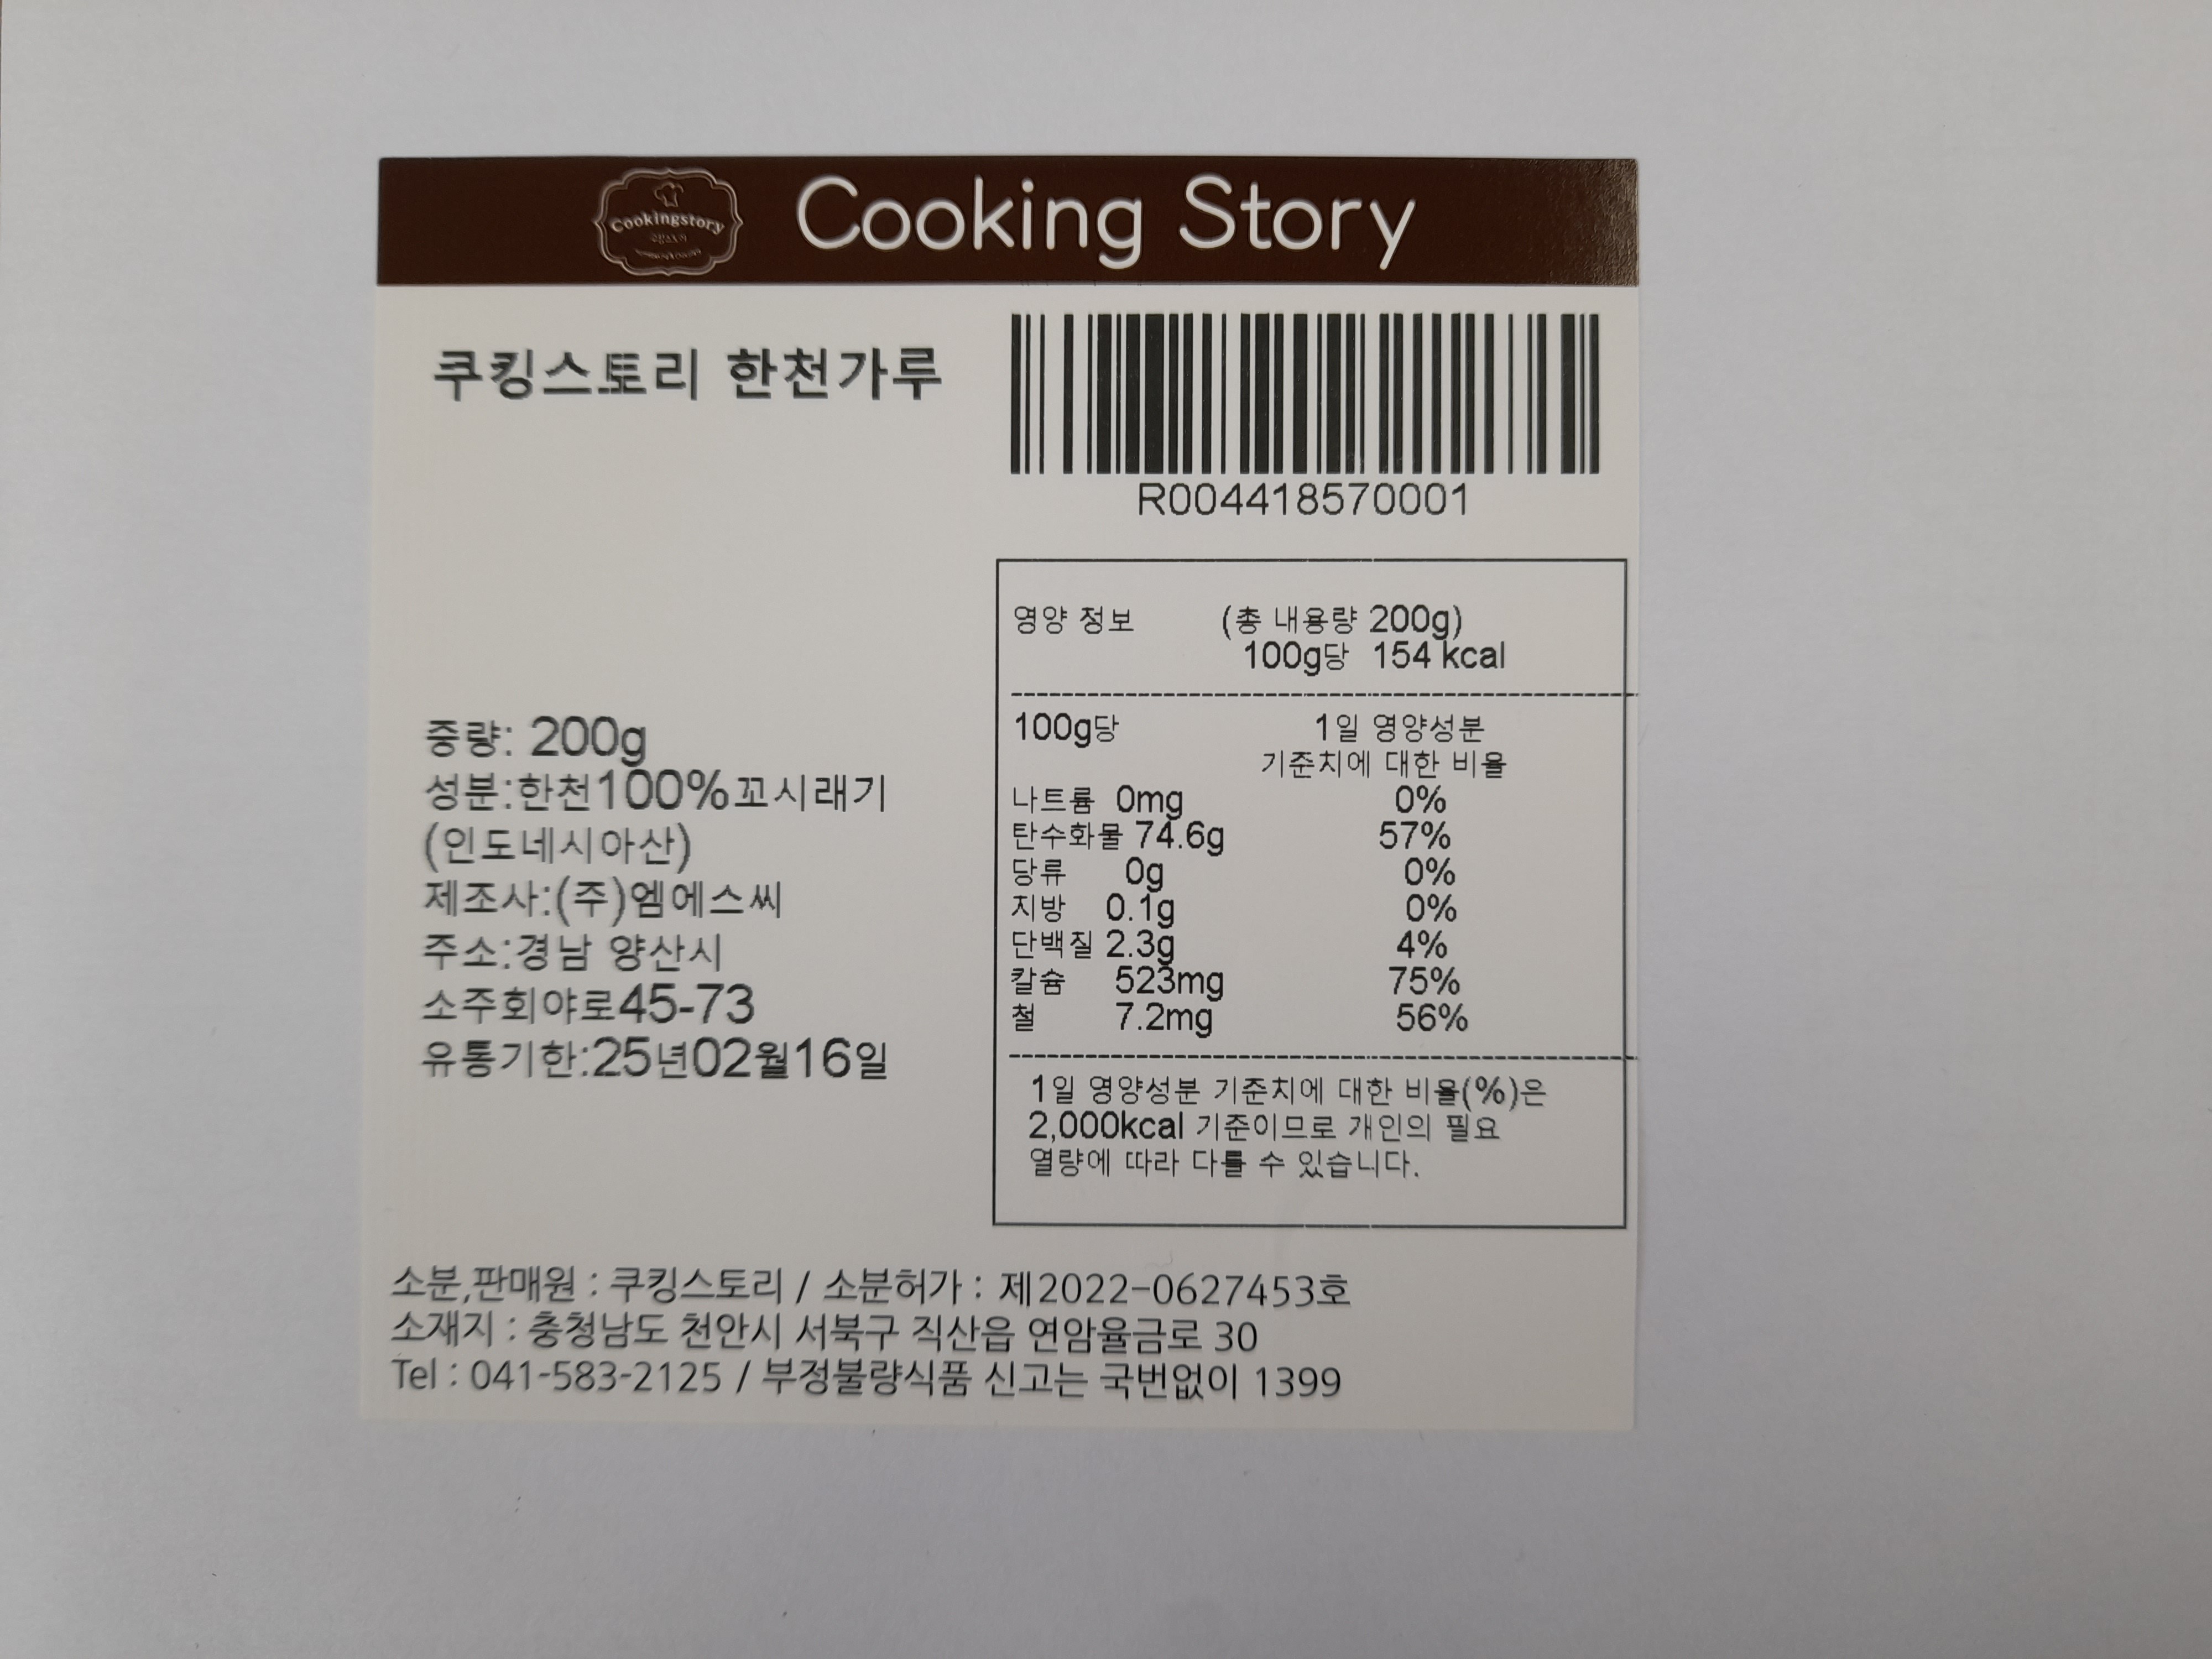 Cookingstory
Cooking Story
쿠킹스토리 한천가루
R004418570001
중량: 200g
성분:한천100%꼬시래기
(인도네시아산)
제조사:(주)엠에스씨
주소:경남 양산시
소주회야로45-73
유통기한:25년02월16일
영양 정보 (총 내용량 200g)
100g당 154 kcal
100g당 1일 영양성분
기준치에 대한 비율
나트륨 0mg 0%
탄수화물 74.6g 57%
당류 0g 0%
지방 0.1g 0%
단백질 2.3g 4%
칼슘 523mg 75%
철 7.2mg 56%
1일 영양성분 기준치에 대한 비율(%)은
2,000kcal 기준이므로 개인의 필요
열량에 따라 다를 수 있습니다.
소분,판매원 : 쿠킹스토리 / 소분허가 : 제2022-0627453호
소재지 : 충청남도 천안시 서북구 직산읍 연암율금로 30
Tel : 041-583-2125 / 부정불량식품 신고는 국번없이 1399